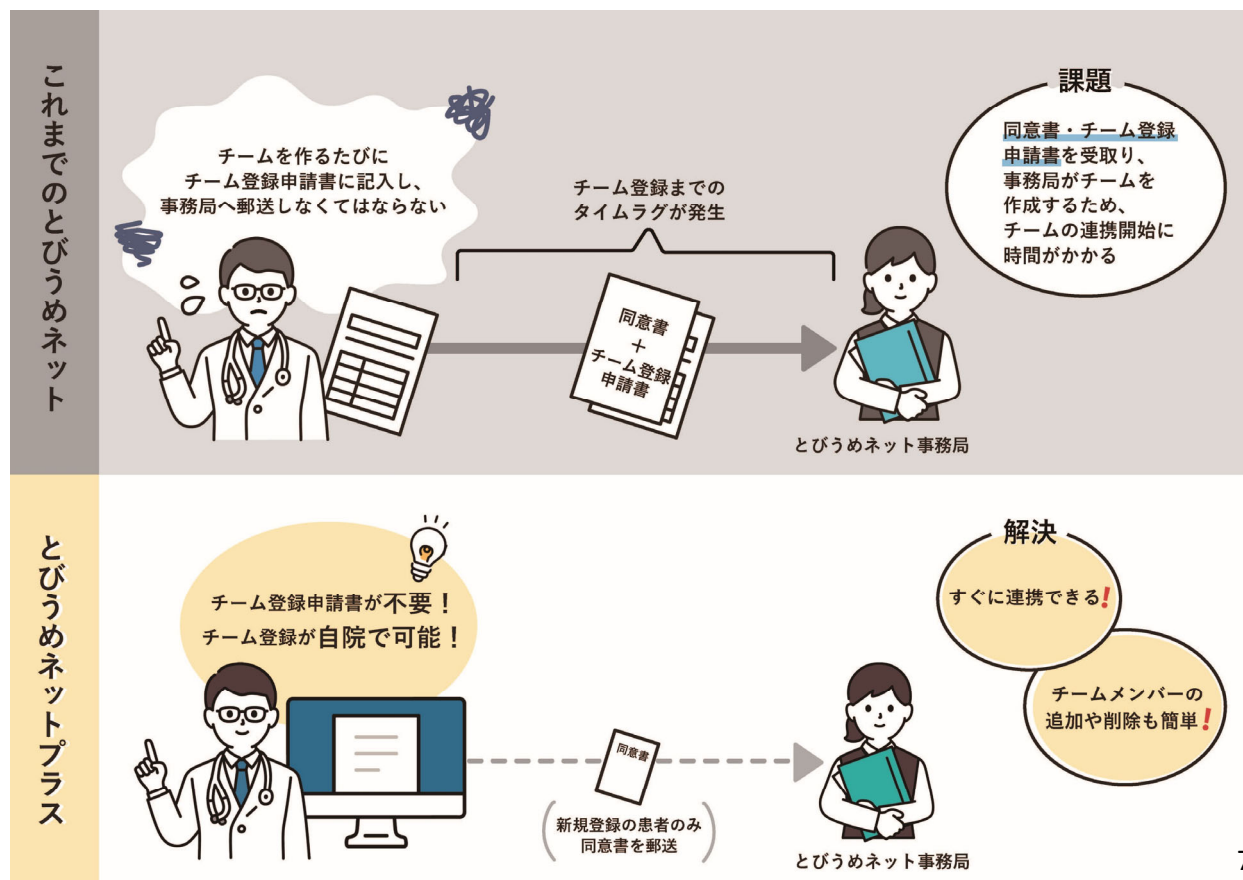 これまでのとびうめネット
チームを作るたびに
チーム登録申請書に記入し、
事務局へ郵送しなくてはならない
チーム登録までの
タイムラグが発生
同意書
+
チーム登録
申請書
とびうめネット事務局
課題
同意書・チーム登録
申請書を受取り、
事務局がチームを
作成するため、
チームの連携開始に
時間がかかる
とびうめネットプラス
チーム登録申請書が不要！
チーム登録が自院で可能！
同意書
新規登録の患者のみ
同意書を郵送
とびうめネット事務局
解決
すぐに連携できる！
チームメンバーの
追加や削除も簡単！
7